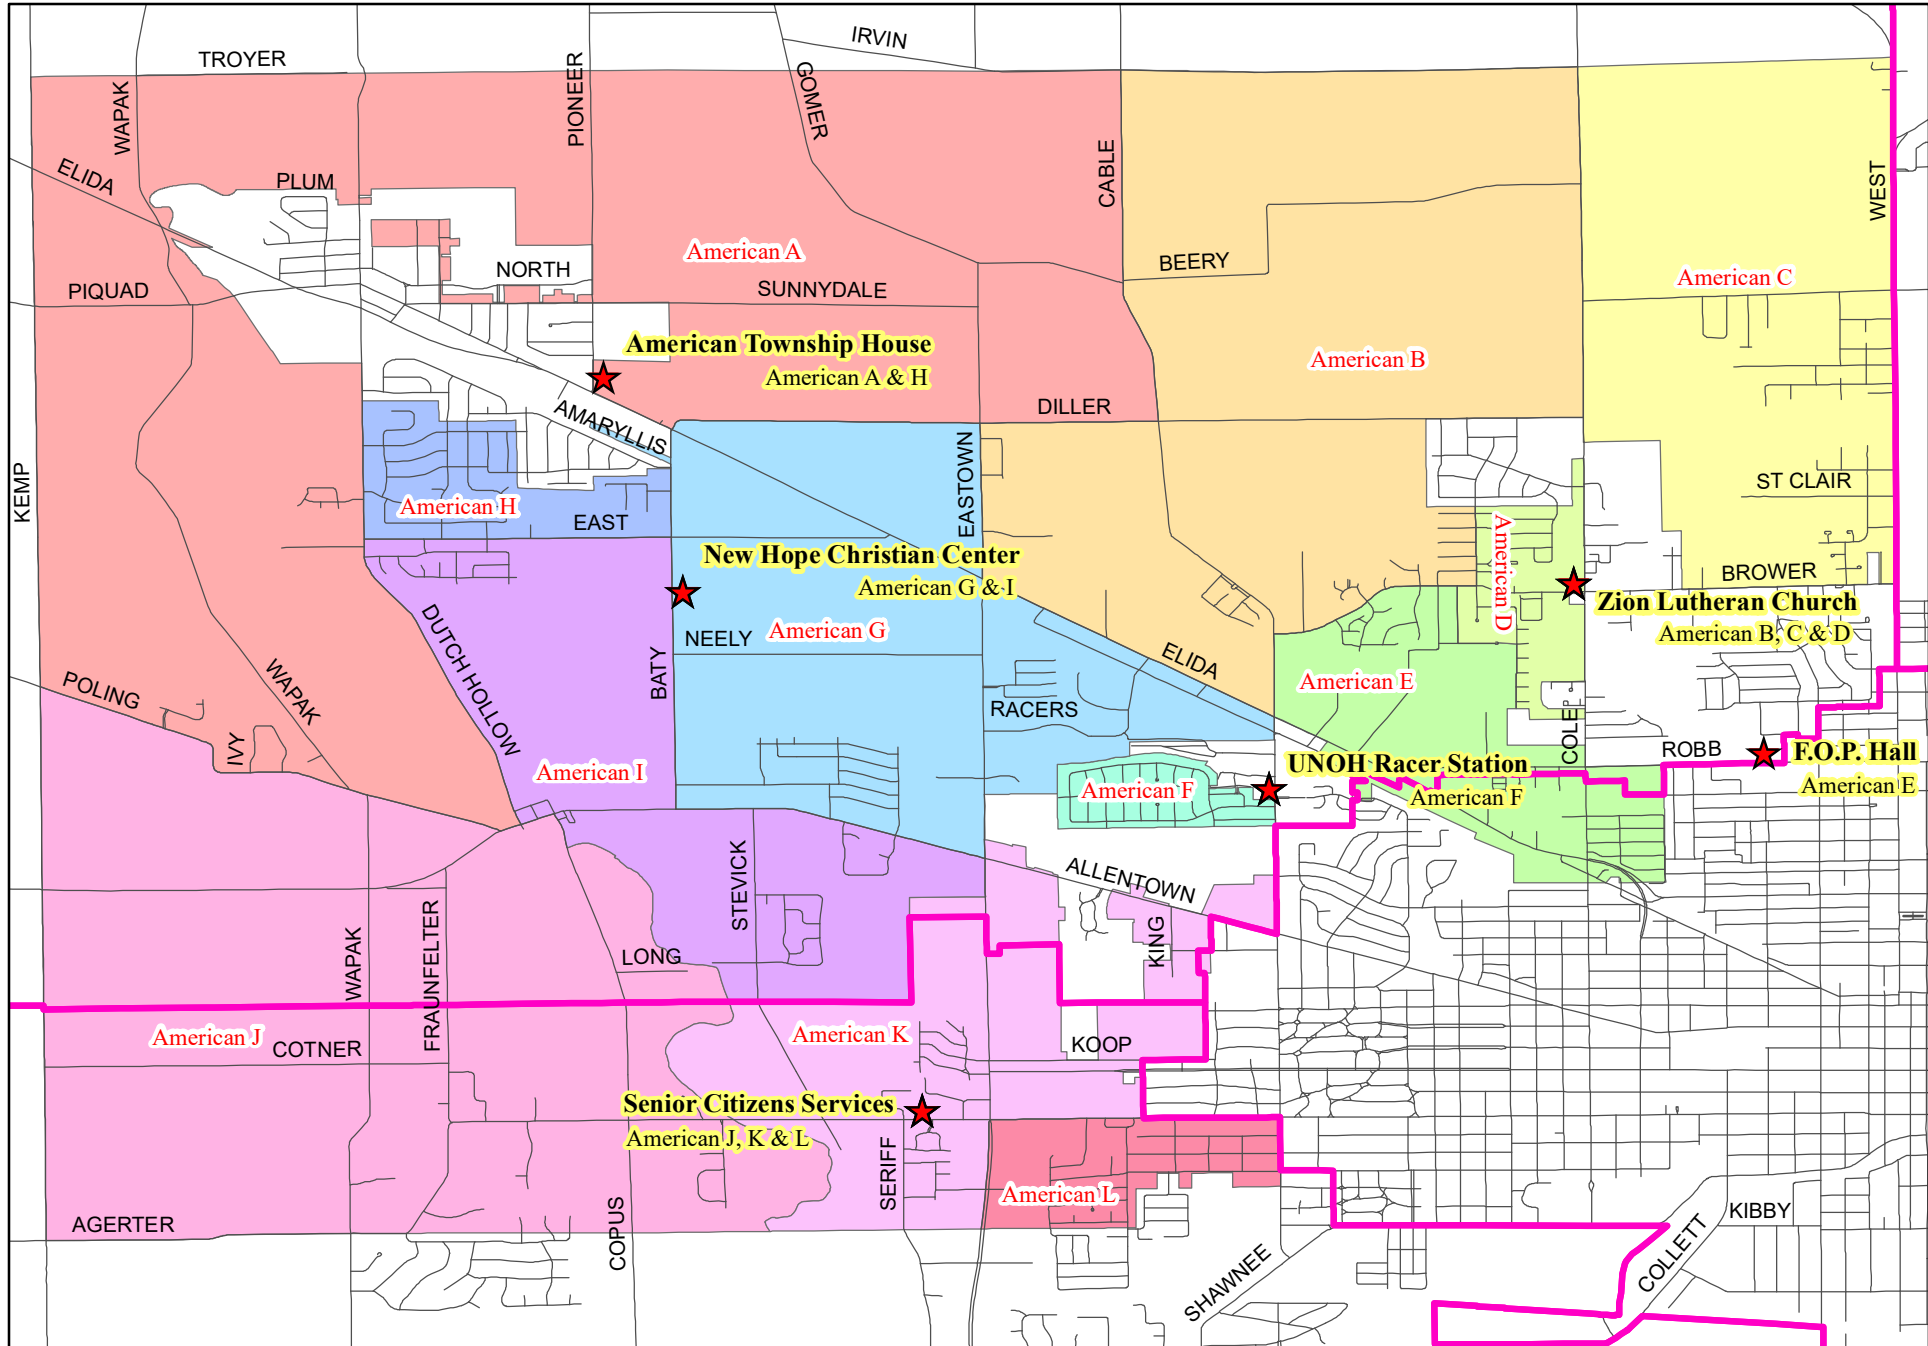 IRVIN
TROYER
WAPAK
PIONEER
GOMER
CABLE
WEST
ELIDA
PLUM
American A
BEERY
NORTH
American C
PIQUAD
SUNNYDALE
American Township House
American A & H
American B
DILLER
AMARYLLIS
KEMP
EASTOWN
ST CLAIR
American H
EAST
American D
New Hope Christian Center
American G & I
BROWER
Zion Lutheran Church
American B, C & D
DUTCH HOLLOW
NEELY
American G
BATY
ELIDA
POLING
WAPAK
American E
RACERS
COLE
IVY
ROBB
F.O.P. Hall
American E
American I
UNOH Racer Station
American F
American F
STEVICK
ALLENTOWN
WAPAK
FRAUNFELTER
LONG
KING
American J
COTNER
American K
KOOP
Senior Citizens Services
American J, K & L
SERIFF
American L
AGERTER
COPUS
KIBBY
SHAWNEE
COLLETT